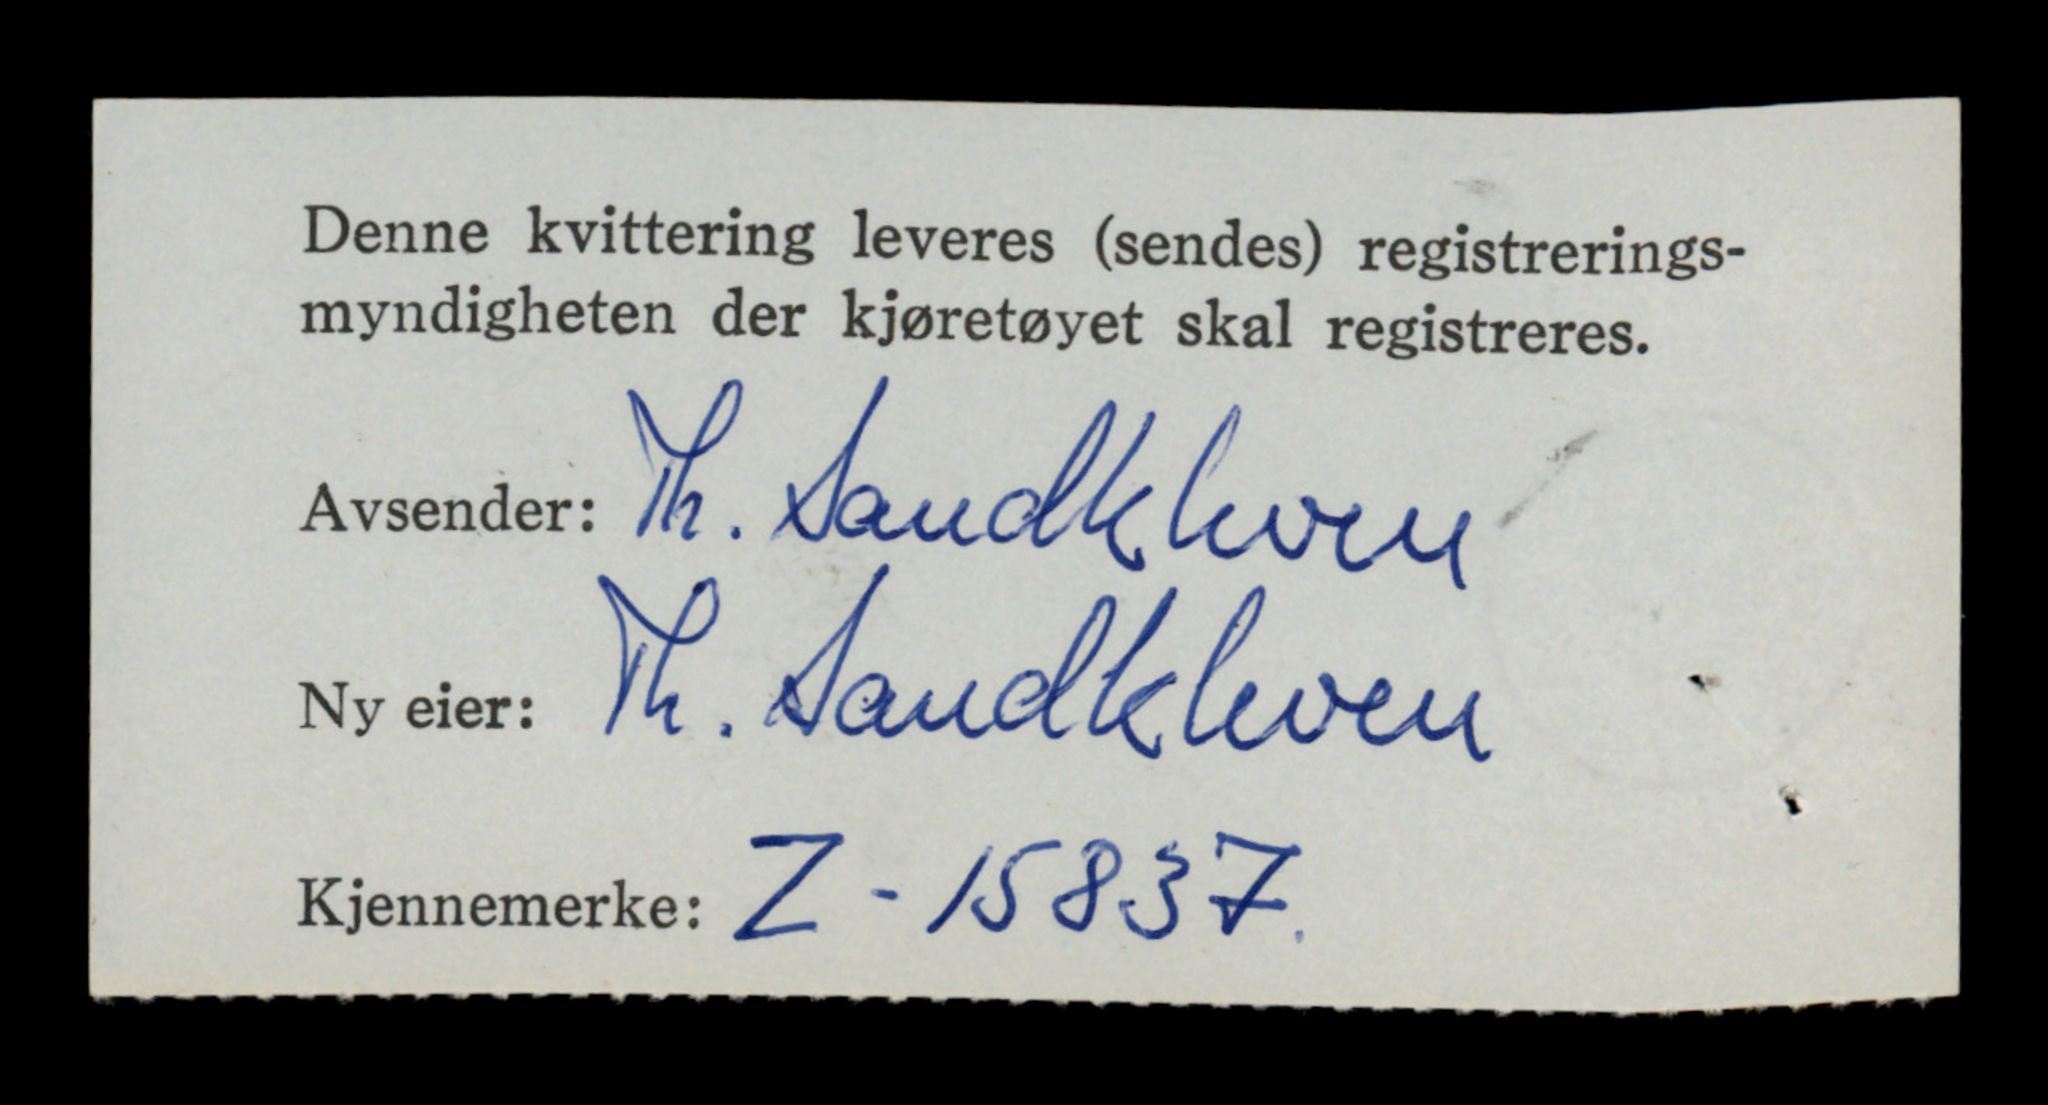 Denne kvittering leveres (sendes) registrerings-
myndigheten der kjøretøyet skal registreres.
Avsender: Th. Sandkleven
Ny eier: Th. Sandkleven
Kjennemerke: Z - 15837.